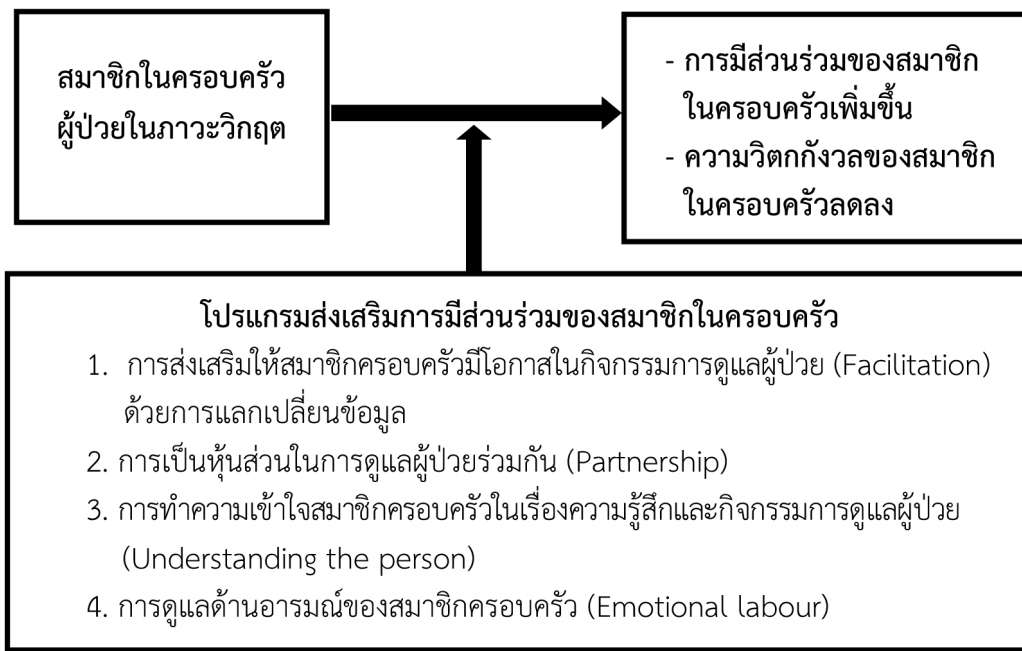 สมาชิกในครอบครัว
ผู้ป่วยในภาวะวิกฤต
- การมีส่วนร่วมของสมาชิก
ในครอบครัวเพิ่มขึ้น
- ความวิตกกังวลของสมาชิก
ในครอบครัวลดลง
โปรแกรมส่งเสริมการมีส่วนร่วมของสมาชิกในครอบครัว
1. การส่งเสริมให้สมาชิกครอบครัวมีโอกาสในกิจกรรมการดูแลผู้ป่วย (Facilitation)
ด้วยการแลกเปลี่ยนข้อมูล
2. การเป็นหุ้นส่วนในการดูแลผู้ป่วยร่วมกัน (Partnership)
3. การทำความเข้าใจสมาชิกครอบครัวในเรื่องความรู้สึกและกิจกรรมการดูแลผู้ป่วย
(Understanding the person)
4. การดูแลด้านอารมณ์ของสมาชิกครอบครัว (Emotional labour)